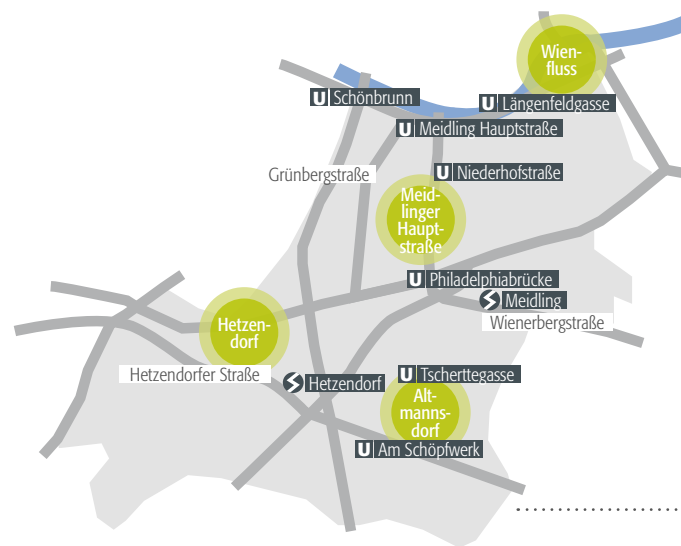 Wien-
fluss
U Schönbrunn
U Längenfeldgasse
U Meidling Hauptstraße
Grünbergstraße
U Niederhofstraße
Meid-
linger
Haupt-
straße
U Philadelphiabrücke
S Meidling
Wienerbergstraße
Hetzen-
dorf
Hetzendorfer Straße
S Hetzendorf
U Tscherttegasse
Alt-
manns-
dorf
U Am Schöpfwerk